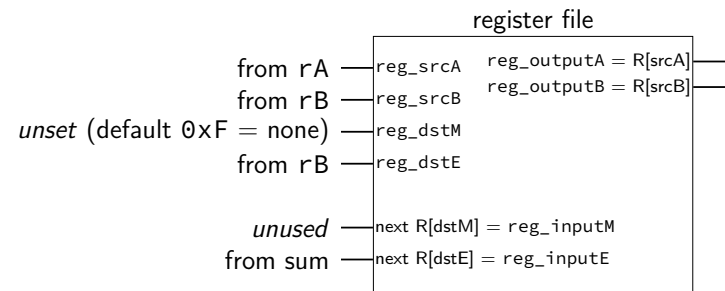 register file
from rA reg_srcA reg_outputA = R[srcA]
from rB reg_srcB reg_outputB = R[srcB]
unset (default 0xF = none) reg_dstM
from rB reg_dstE
unused next R[dstM] = reg_inputM
from sum next R[dstE] = reg_inputE